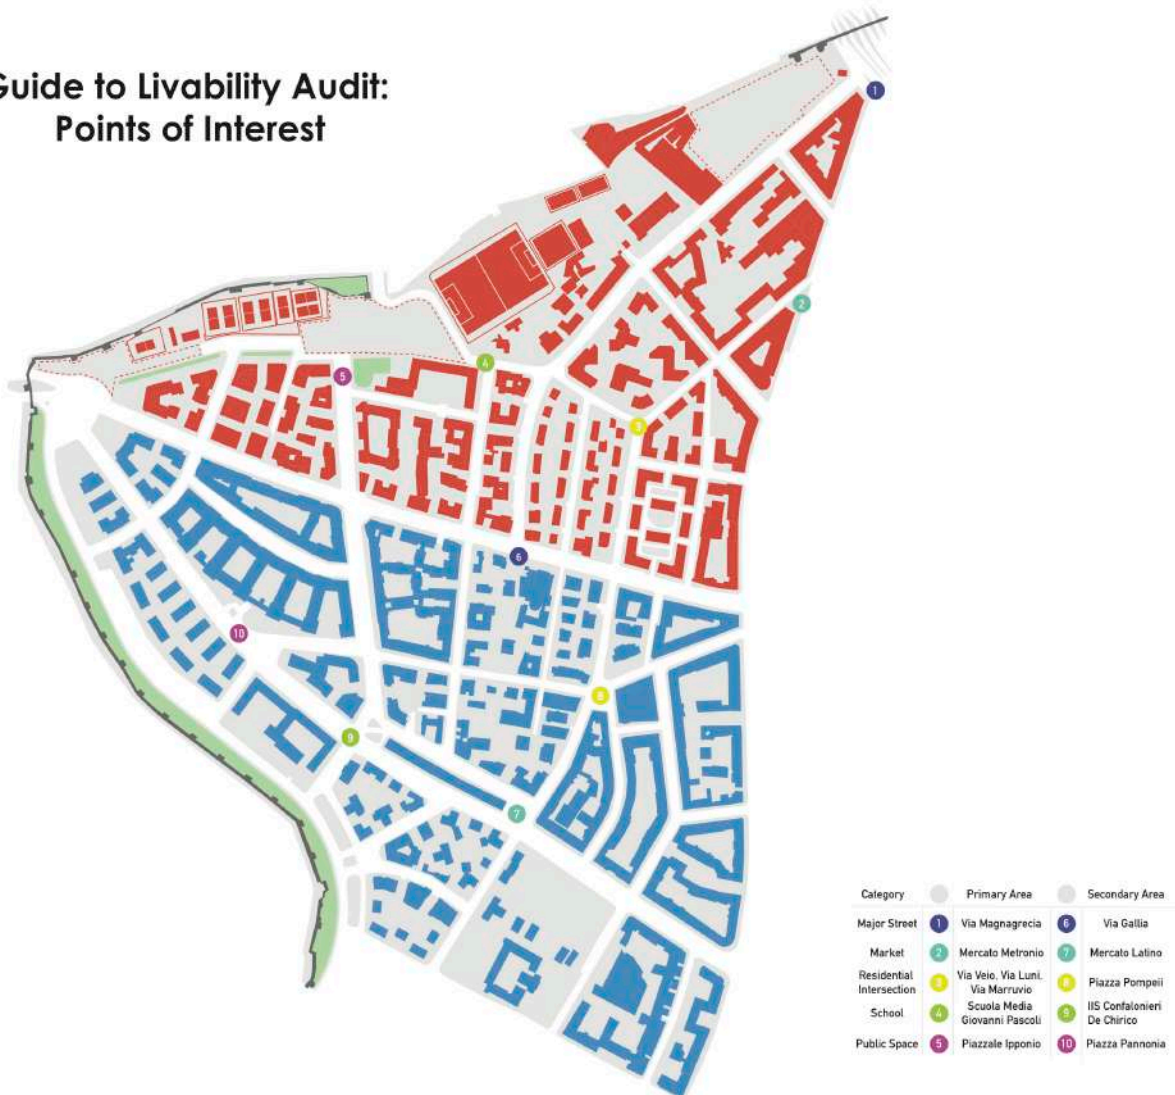 Guide to Livability Audit:
Points of Interest
1
2
4
5
3
6
10
8
9
7
Category Primary Area Secondary Area
Major Street 1 Via Magnagrecia 6 Via Gallia
Market 2 Mercato Metronio 7 Mercato Latino
Residential Intersection 3 Via Veio, Via Luni, Via Marruvio 8 Piazza Pompeii
School 4 Scuola Media Giovanni Pascoli 9 IIS Confalonieri De Chirico
Public Space 5 Piazzale Ipponio 10 Piazza Pannonia